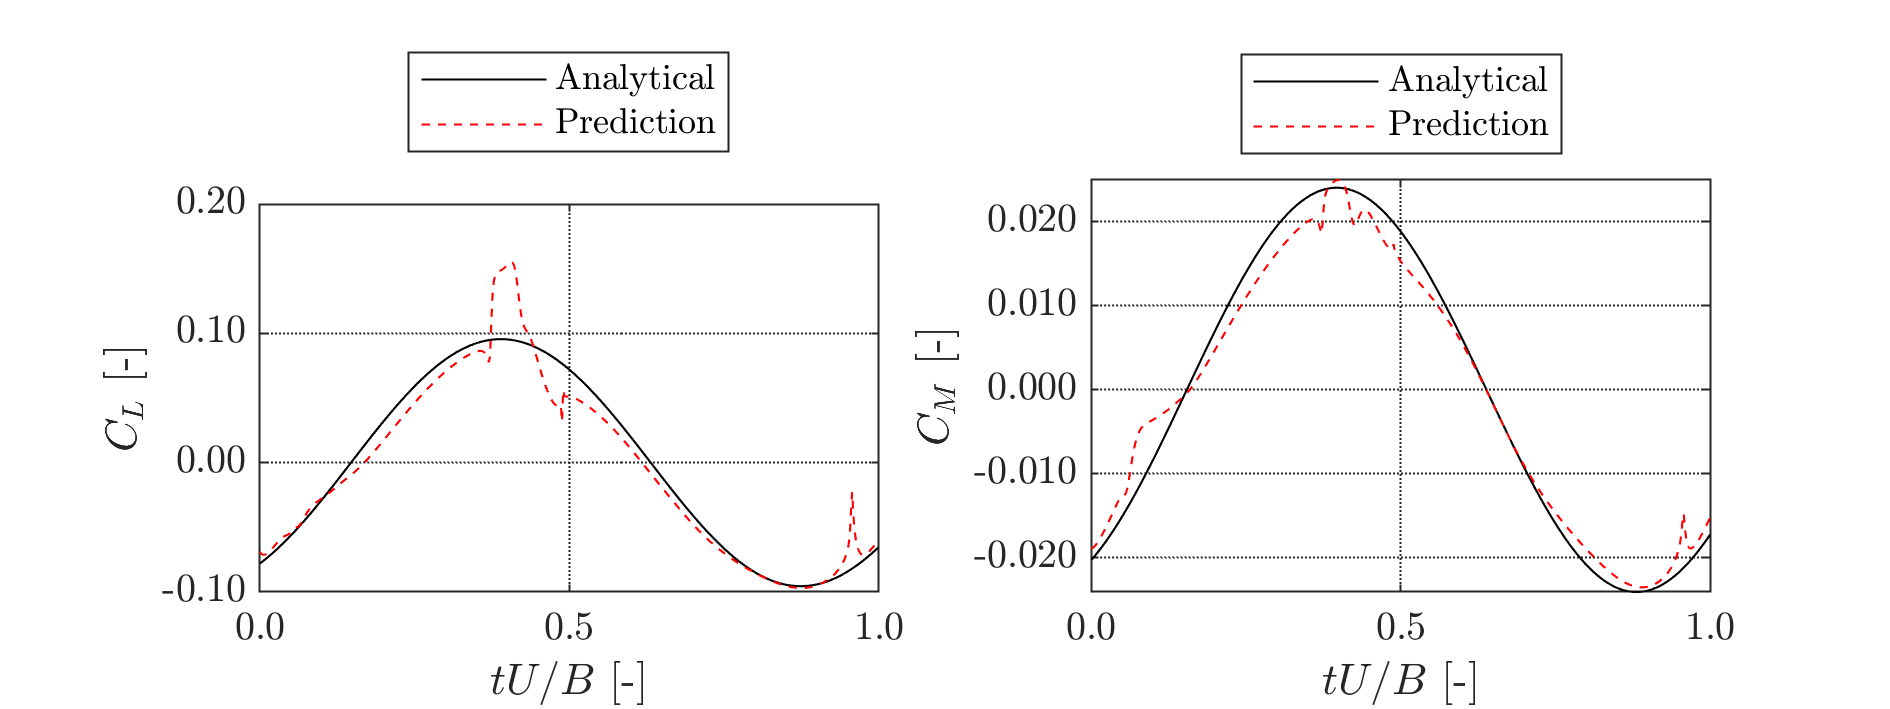 Analytical
Prediction
0.20
0.10
0.00
-0.10
C_L [-]
0.0 0.5 1.0
tU/B [-]
Analytical
Prediction
0.020
0.010
0.000
-0.010
-0.020
C_M [-]
0.0 0.5 1.0
tU/B [-]